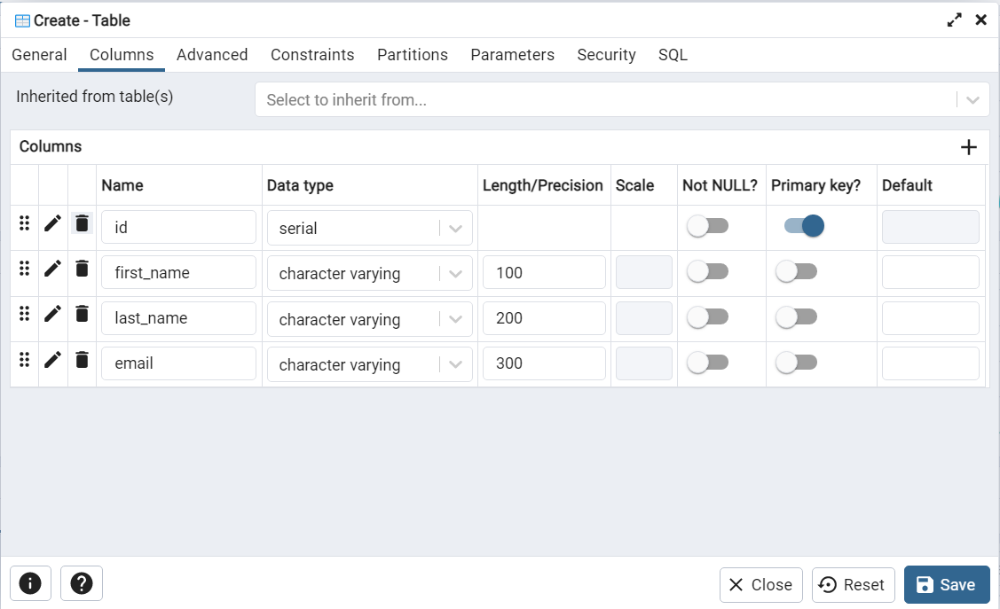 Create - Table
General Columns Advanced Constraints Partitions Parameters Security SQL
Inherited from table(s) Select to inherit from...
Columns
Name Data type Length/Precision Scale Not NULL? Primary key? Default
id serial
first_name character varying 100
last_name character varying 200
email character varying 300
Close Reset Save